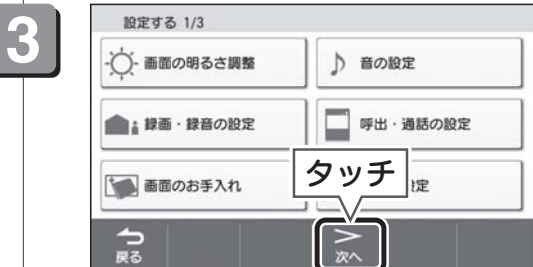 3
設定する 1/3
画面の明るさ調整
音の設定
録画・録音の設定
呼出・通話の設定
画面のお手入れ
タッチ
定
戻る
次へ